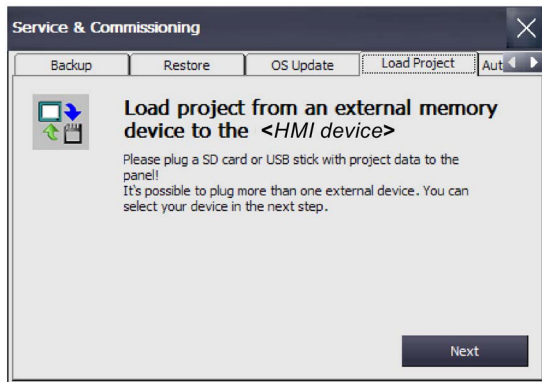 Service & Commissioning
Backup Restore OS Update Load Project Aut
Load project from an external memory
device to the <HMI device>
Please plug a SD card or USB stick with project data to the
panel!
It's possible to plug more than one external device. You can
select your device in the next step.
Next